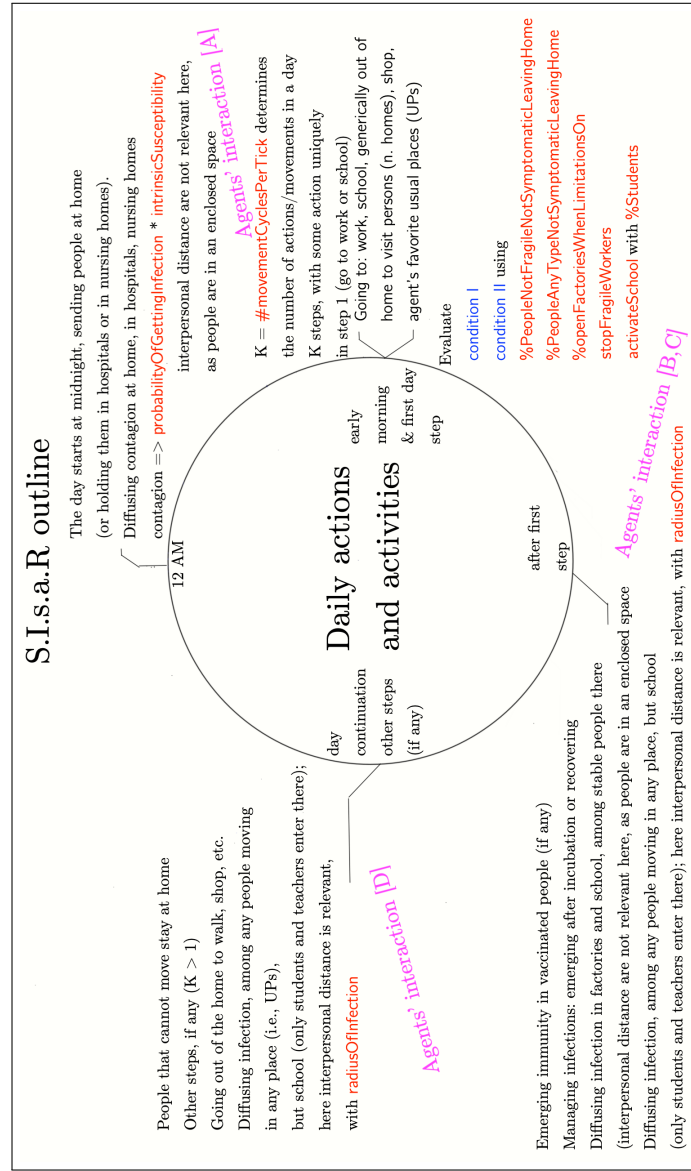 S.I.s.a.R outline
The day starts at midnight, sending people at home
(or holding them in hospitals or in nursing homes).
Diffusing contagion at home, in hospitals, nursing homes
contagion => probabilityOfGettingInfection * intrinsicSusceptibility
interpersonal distance are not relevant here,
as people are in an enclosed space
Agents' interaction [A]
12 AM
K = #movementCyclesPerTick determines
the number of actions/movements in a day
K steps, with some action uniquely
in step 1 (go to work or school)
Going to: work, school, generically out of
home to visit persons (n. homes), shop,
agent's favorite usual places (UPs)
early
morning
& first day
step
Evaluate
condition I
condition II using
%PeopleNotFragileNotSymptomaticLeavingHome
%PeopleAnyTypeNotSymptomaticLeavingHome
%openFactoriesWhenLimitationsOn
stopFragileWorkers
activateSchool with %Students
Daily actions
and activities
after first
step
Agents' interaction [B,C]
Emerging immunity in vaccinated people (if any)
Managing infections: emerging after incubation or recovering
Diffusing infection in factories and school, among stable people there
(interpersonal distance are not relevant here, as people are in an enclosed space
Diffusing infection, among any people moving in any place, but school
(only students and teachers enter there); here interpersonal distance is relevant, with radiusOfInfection
day
continuation
other steps
(if any)
People that cannot move stay at home
Other steps, if any (K > 1)
Going out of the home to walk, shop, etc.
Diffusing infection, among any people moving
in any place (i.e., UPs),
but school (only students and teachers enter there);
here interpersonal distance is relevant,
with radiusOfInfection
Agents' interaction [D]